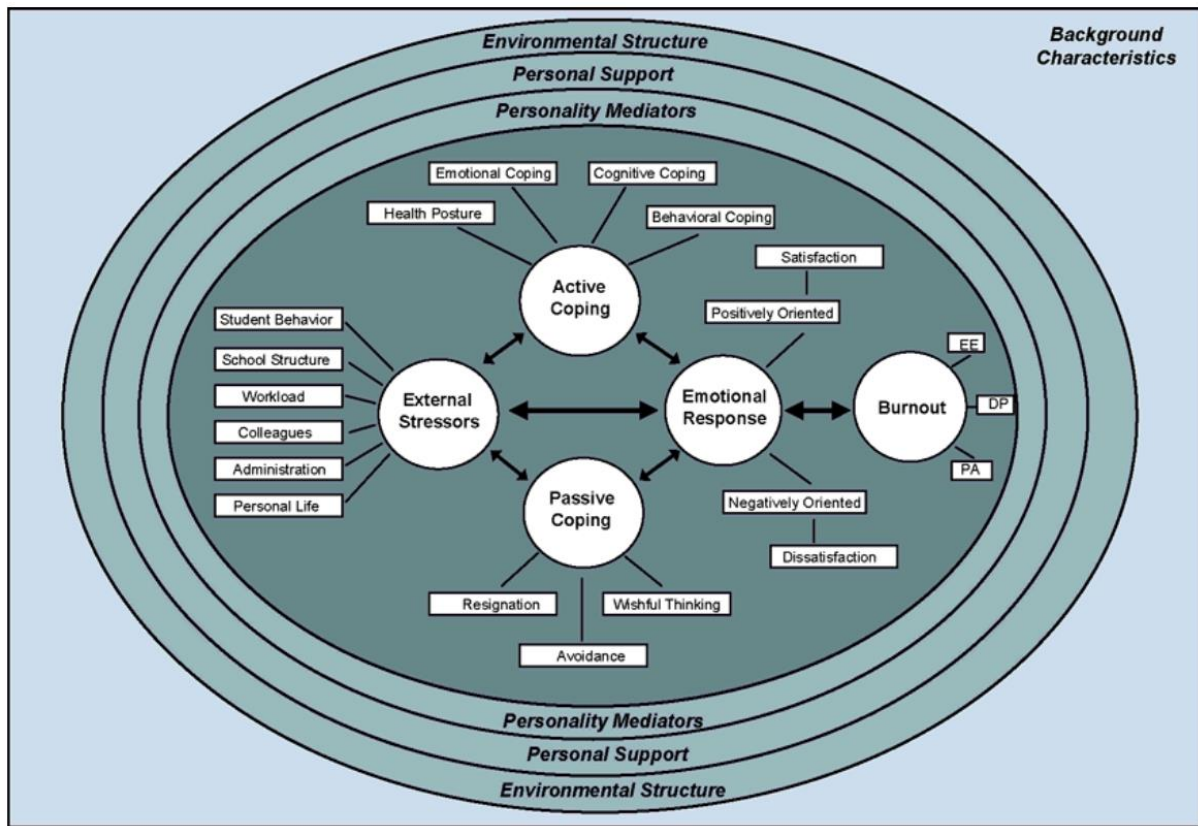 Background
Characteristics
Environmental Structure
Personal Support
Personality Mediators
Emotional Coping
Cognitive Coping
Health Posture
Behavioral Coping
Active
Coping
Satisfaction
Positively Oriented
Student Behavior
School Structure
Workload
Colleagues
Administration
Personal Life
External
Stressors
Emotional
Response
Burnout
EE
DP
PA
Passive
Coping
Negatively Oriented
Dissatisfaction
Resignation
Wishful Thinking
Avoidance
Personality Mediators
Personal Support
Environmental Structure